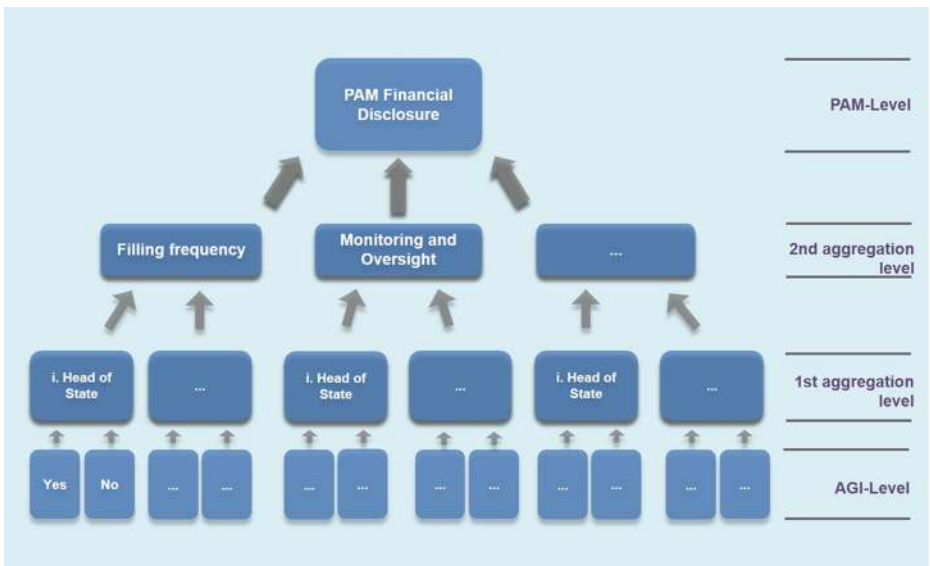 PAM Financial
Disclosure
PAM-Level
Filling frequency
Monitoring and
Oversight
...
2nd aggregation
level
i. Head of
State
...
i. Head of
State
...
i. Head of
State
...
1st aggregation
level
Yes
No
...
...
...
...
...
...
...
...
...
...
AGI-Level